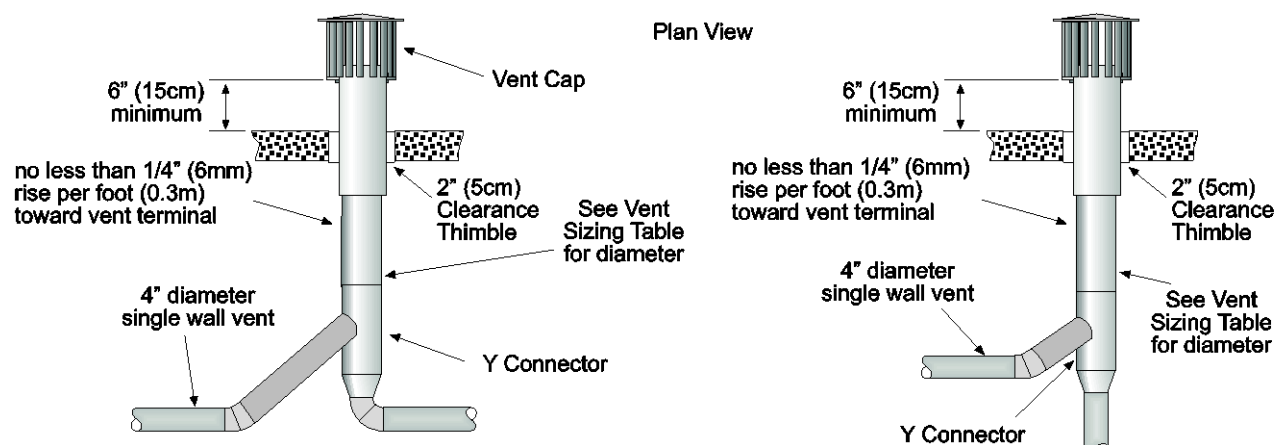 Plan View
Vent Cap
6” (15cm)
minimum
no less than 1/4” (6mm)
rise per foot (0.3m)
toward vent terminal
2” (5cm)
Clearance
Thimble
See Vent
Sizing Table
for diameter
4” diameter
single wall vent
Y Connector
6” (15cm)
minimum
no less than 1/4” (6mm)
rise per foot (0.3m)
toward vent terminal
2” (5cm)
Clearance
Thimble
4” diameter
single wall vent
See Vent
Sizing Table
for diameter
Y Connector